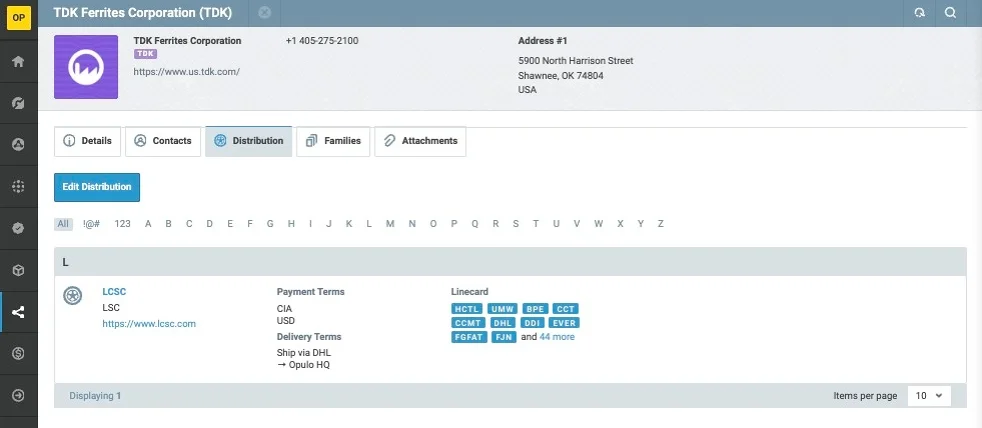 OP
TDK Ferrites Corporation (TDK)
TDK Ferrites Corporation
TDK
https://www.us.tdk.com/
+1 405-275-2100
Address #1
5900 North Harrison Street
Shawnee, OK 74804
USA
Details Contacts Distribution Families Attachments
Edit Distribution
All !@# 123 A B C D E F G H I J K L M N O P Q R S T U V W X Y Z
L
LCSC
LSC
https://www.lcsc.com
Payment Terms
CIA
USD
Delivery Terms
Ship via DHL
→ Opulo HQ
Linecard
HCTL UMW BPE CCT
CCMT DHL DDI EVER
FGFAT FJN and 44 more
Displaying 1
Items per page 10